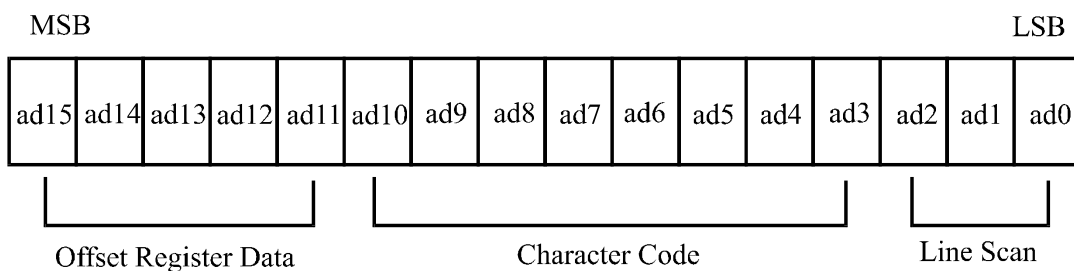 MSB LSB
ad15 ad14 ad13 ad12 ad11 ad10 ad9 ad8 ad7 ad6 ad5 ad4 ad3 ad2 ad1 ad0
Offset Register Data Character Code Line Scan